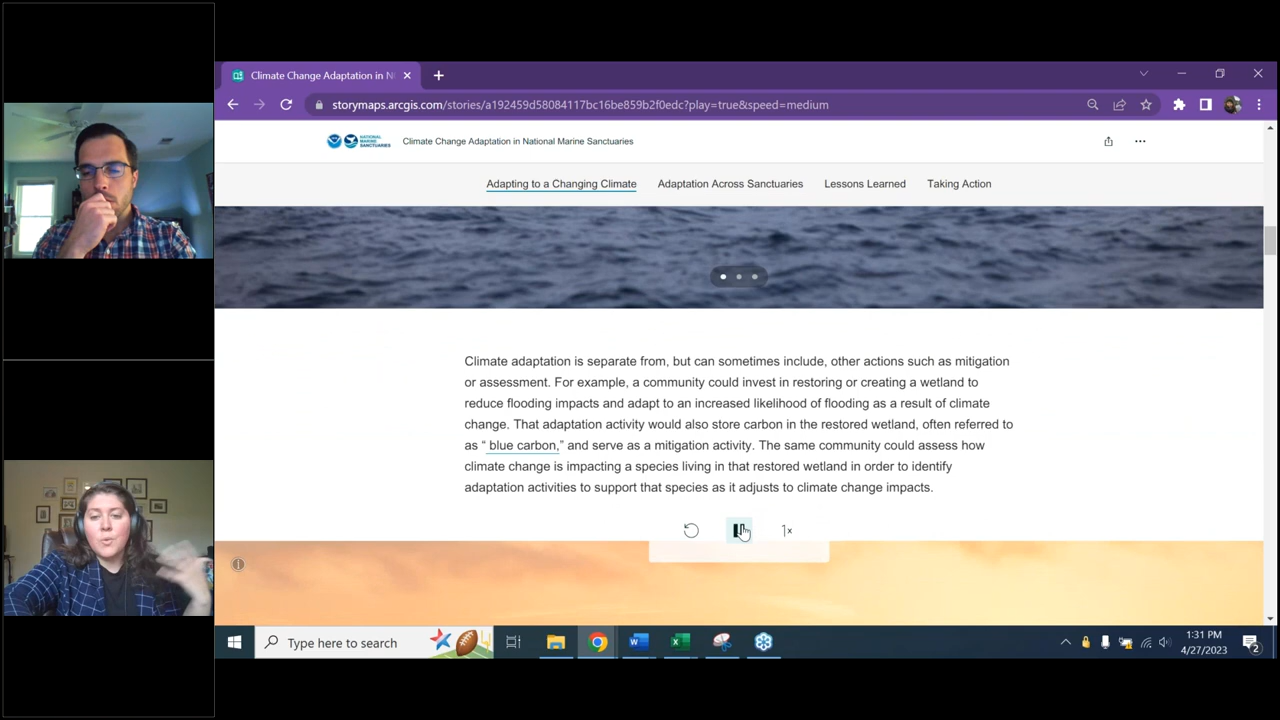 Climate Change Adaptation in N
storymaps.arcgis.com/stories/a192459d58084117bc16be859b2f0edc?play=true&speed=medium
NATIONAL
MARINE
SANCTUARIES
Climate Change Adaptation in National Marine Sanctuaries
Adapting to a Changing Climate Adaptation Across Sanctuaries Lessons Learned Taking Action
Climate adaptation is separate from, but can sometimes include, other actions such as mitigation
or assessment. For example, a community could invest in restoring or creating a wetland to
reduce flooding impacts and adapt to an increased likelihood of flooding as a result of climate
change. That adaptation activity would also store carbon in the restored wetland, often referred to
as “ blue carbon,” and serve as a mitigation activity. The same community could assess how
climate change is impacting a species living in that restored wetland in order to identify
adaptation activities to support that species as it adjusts to climate change impacts.
1x
Type here to search
1:31 PM
4/27/2023
2